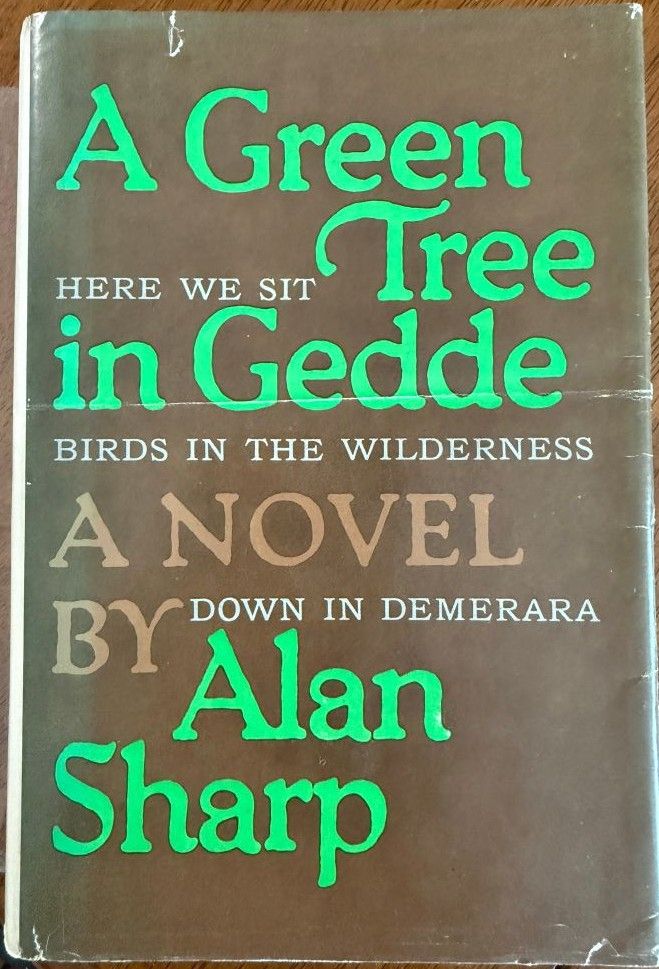 A Green
Tree
HERE WE SIT
in Gedde
BIRDS IN THE WILDERNESS
A NOVEL
BY
DOWN IN DEMERARA
Alan
Sharp